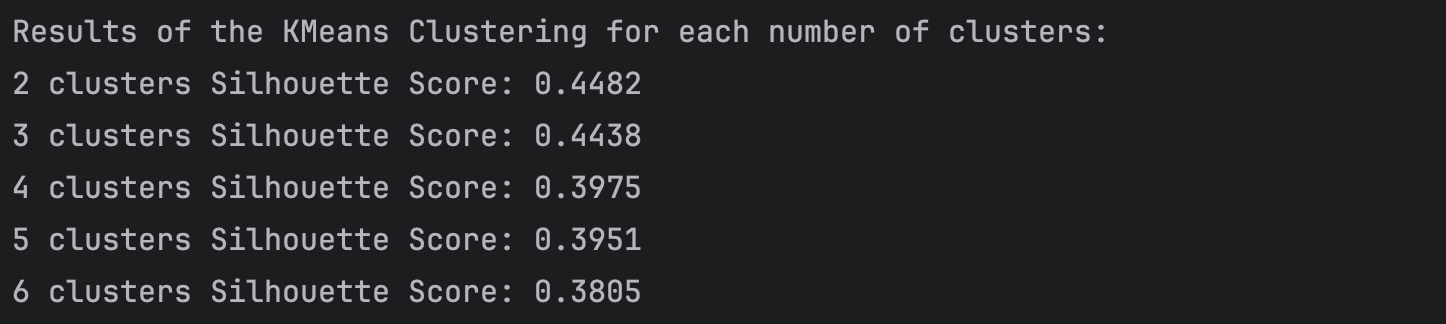 Results of the KMeans Clustering for each number of clusters:
2 clusters Silhouette Score: 0.4482
3 clusters Silhouette Score: 0.4438
4 clusters Silhouette Score: 0.3975
5 clusters Silhouette Score: 0.3951
6 clusters Silhouette Score: 0.3805